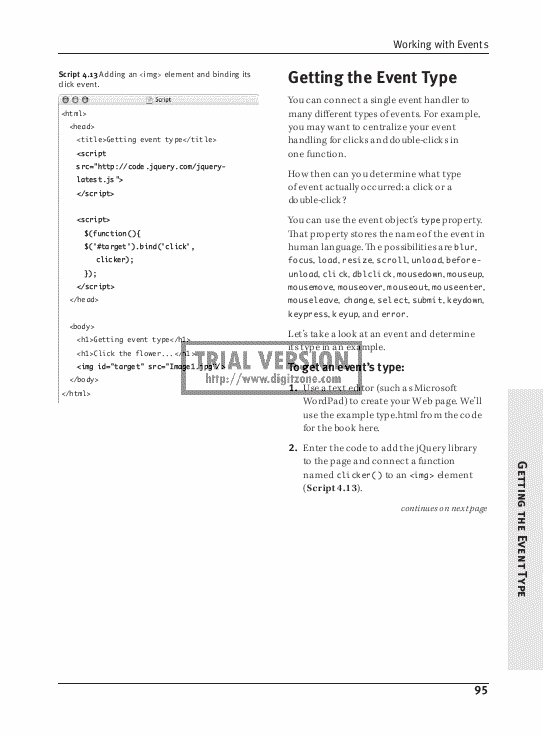 Working with Events
Script 4.13 Adding an <img> element and binding its
click event.
Script
<html>
<head>
<title>Getting event type</title>
<script
src="http://code.jquery.com/jquery-
latest.js">
</script>
<script>
$(function(){
$('#target').bind('click',
clicker);
});
</script>
</head>
<body>
<h1>Getting event type</h1>
<h1>Click the flower...</h1>
<img id="target" src="Image1.jpg"/>
</body>
</html>
Getting the Event Type
You can connect a single event handler to
many different types of events. For example,
you may want to centralize your event
handling for clicks and double-clicks in
one function.
How then can you determine what type
of event actually occurred: a click or a
double-click?
You can use the event object's type property.
That property stores the name of the event in
human language. The possibilities are blur,
focus, load, resize, scroll, unload, before-
unload, click, dblclick, mousedown, mouseup,
mousemove, mouseover, mouseout, mouseenter,
mouseleave, change, select, submit, keydown,
keypress, keyup, and error.
Let's take a look at an event and determine
its type in an example.
To get an event's type:
1. Use a text editor (such as Microsoft
WordPad) to create your Web page. We'll
use the example type.html from the code
for the book here.
2. Enter the code to add the jQuery library
to the page and connect a function
named clicker() to an <img> element
(Script 4.13).
continues on next page
TRIAL VERSION
http://www.digitzone.com
Getting the Event Type
95